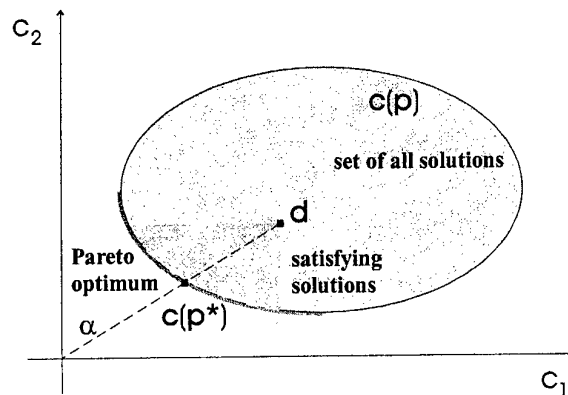 C2
c(p)
set of all solutions
d
Pareto
optimum
satisfying
solutions
c(p*)
α
C1